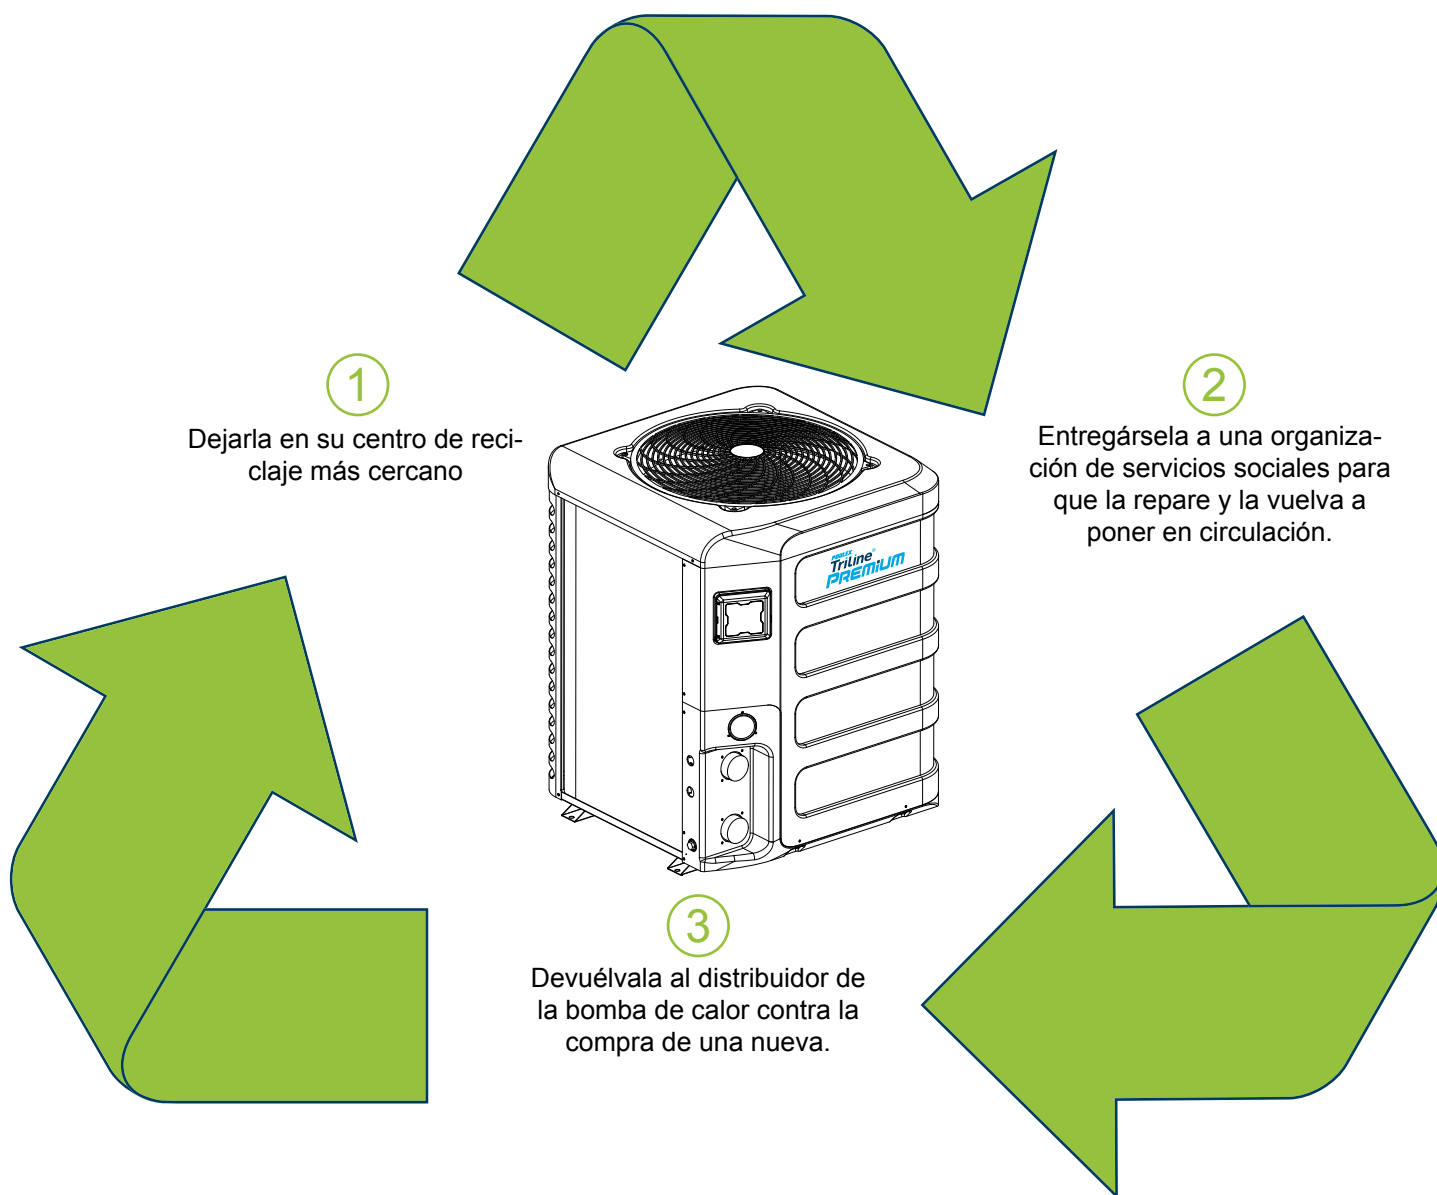 1
Dejarla en su centro de reci-
claje más cercano
2
Entregársela a una organiza-
ción de servicios sociales para
que la repare y la vuelva a
poner en circulación.
POOLEX
TriLine®
PREMiUM
3
Devuélvala al distribuidor de
la bomba de calor contra la
compra de una nueva.